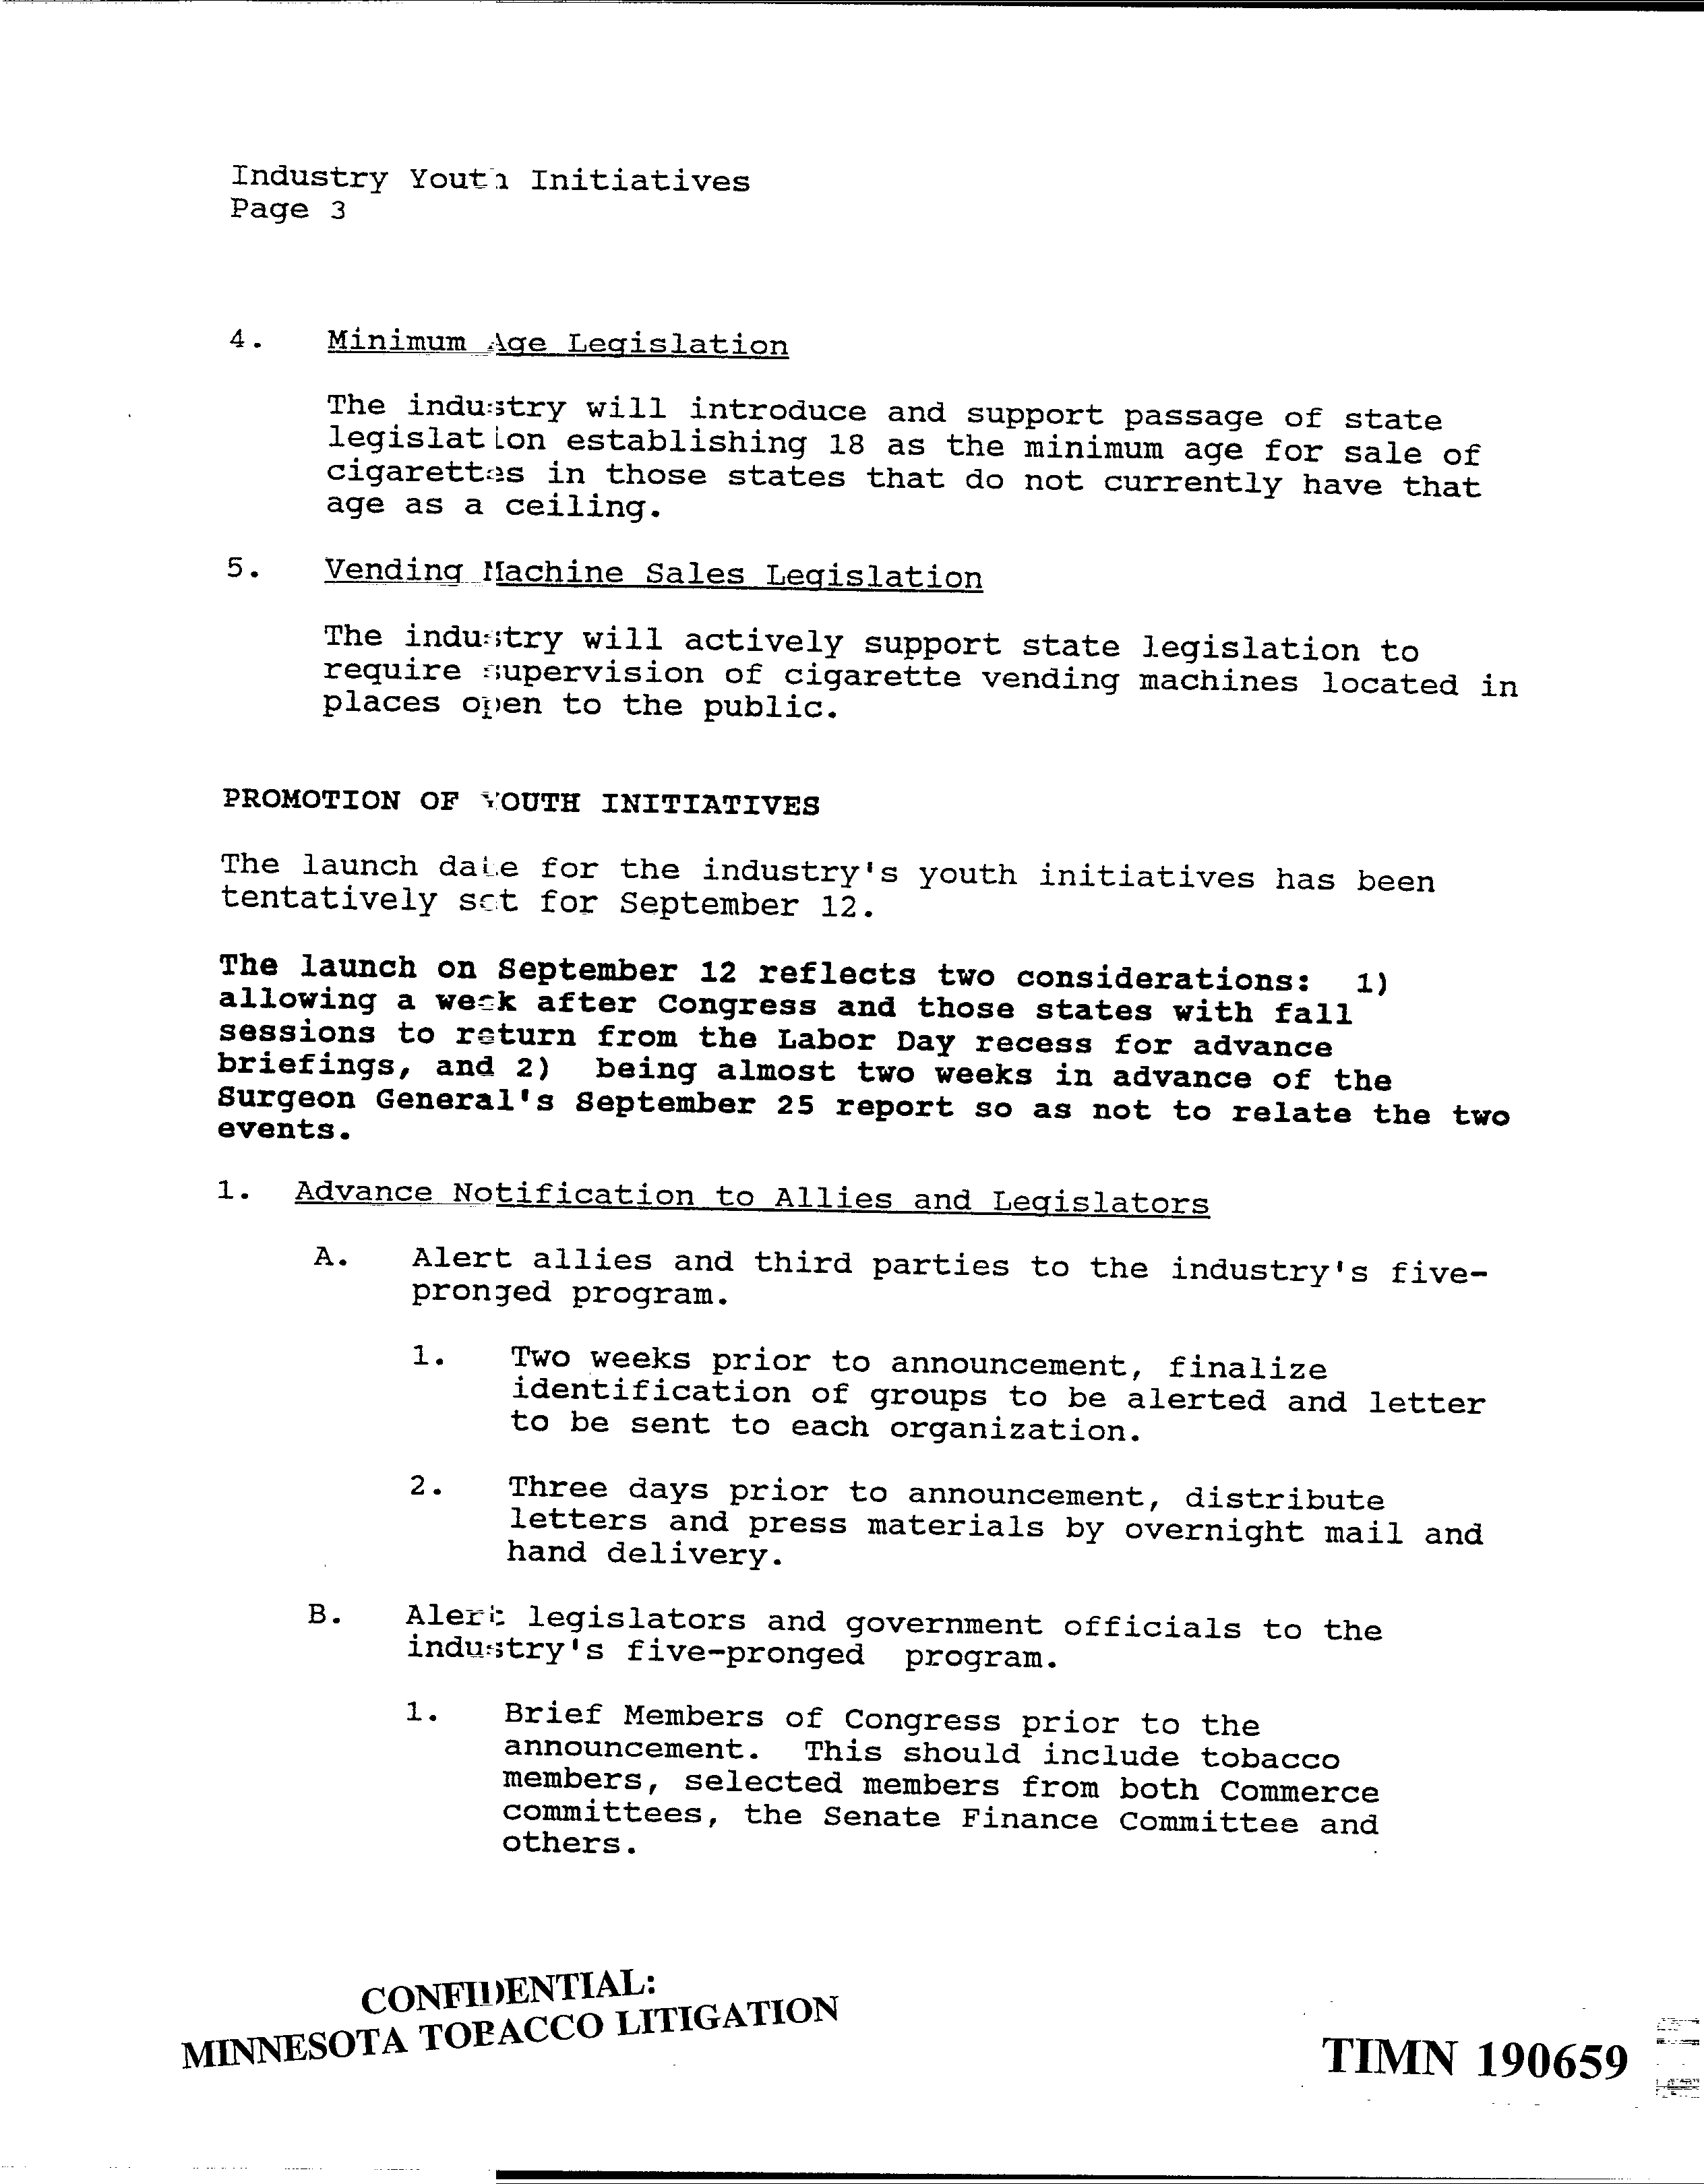 Industry Youth Initiatives
Page 3
4. Minimum Age Legislation
The industry will introduce and support passage of state
legislation establishing 18 as the minimum age for sale of
cigarettes in those states that do not currently have that
age as a ceiling.
5. Vending Machine Sales Legislation
The industry will actively support state legislation to
require supervision of cigarette vending machines located in
places open to the public.
PROMOTION OF YOUTH INITIATIVES
The launch date for the industry's youth initiatives has been
tentatively set for September 12.
The launch on September 12 reflects two considerations: 1)
allowing a week after Congress and those states with fall
sessions to return from the Labor Day recess for advance
briefings, and 2) being almost two weeks in advance of the
Surgeon General's September 25 report so as not to relate the two
events.
1. Advance Notification to Allies and Legislators
A. Alert allies and third parties to the industry's five-
pronged program.
1. Two weeks prior to announcement, finalize
identification of groups to be alerted and letter
to be sent to each organization.
2. Three days prior to announcement, distribute
letters and press materials by overnight mail and
hand delivery.
B. Alert legislators and government officials to the
industry's five-pronged program.
1. Brief Members of Congress prior to the
announcement. This should include tobacco
members, selected members from both Commerce
committees, the Senate Finance Committee and
others.
CONFIDENTIAL:
MINNESOTA TOBACCO LITIGATION
TIMN 190659